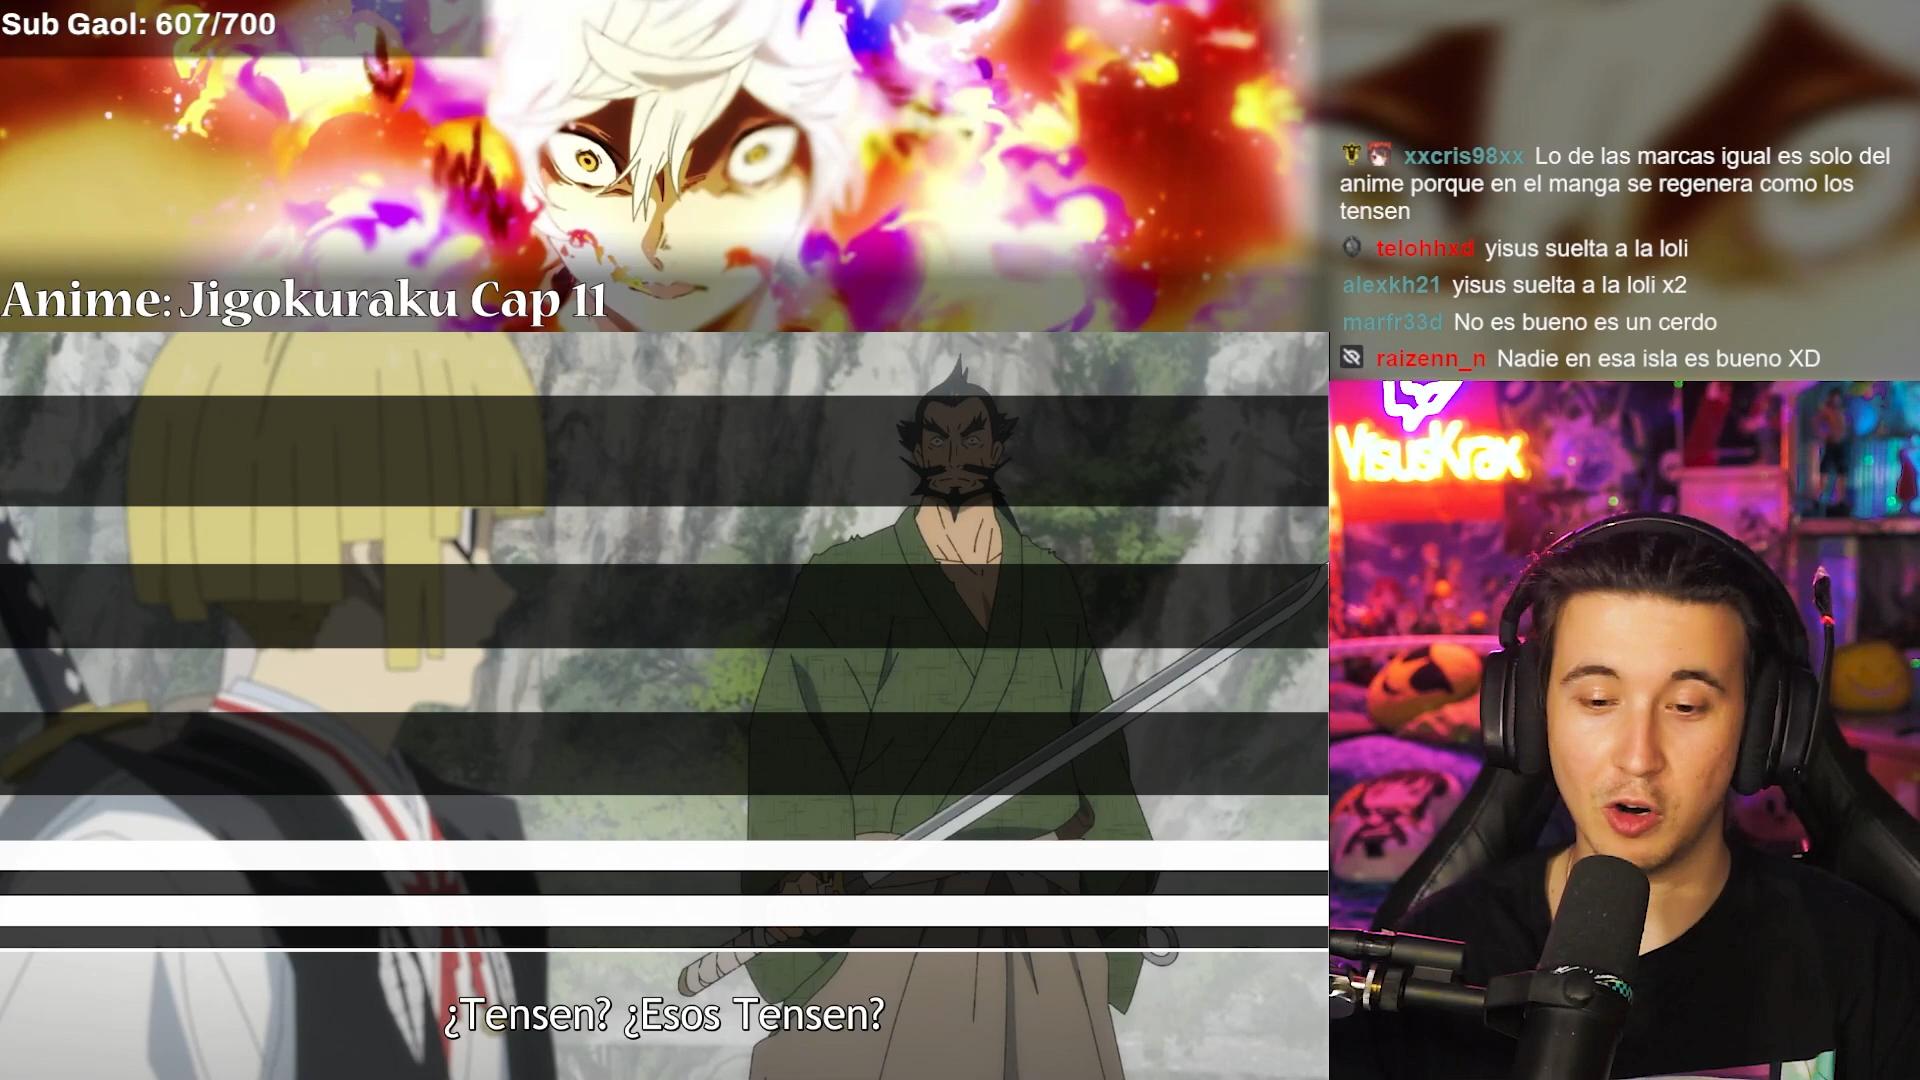 Sub Gaol: 607/700
Anime: Jigokuraku Cap 11
xxcris98xx Lo de las marcas igual es solo del
anime porque en el manga se regenera como los
tensen
telohhxd yisus suelta a la loli
alexkh21 yisus suelta a la loli x2
marfr33d No es bueno es un cerdo
raizenn_n Nadie en esa isla es bueno XD
YisusKrax
¿Tensen? ¿Esos Tensen?